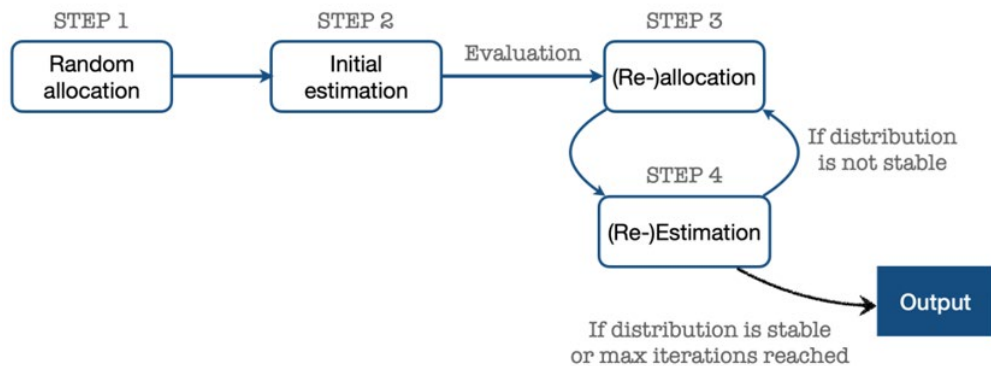 STEP 1
Random
allocation
STEP 2
Initial
estimation
Evaluation
STEP 3
(Re-)allocation
If distribution
is not stable
STEP 4
(Re-)Estimation
Output
If distribution is stable
or max iterations reached